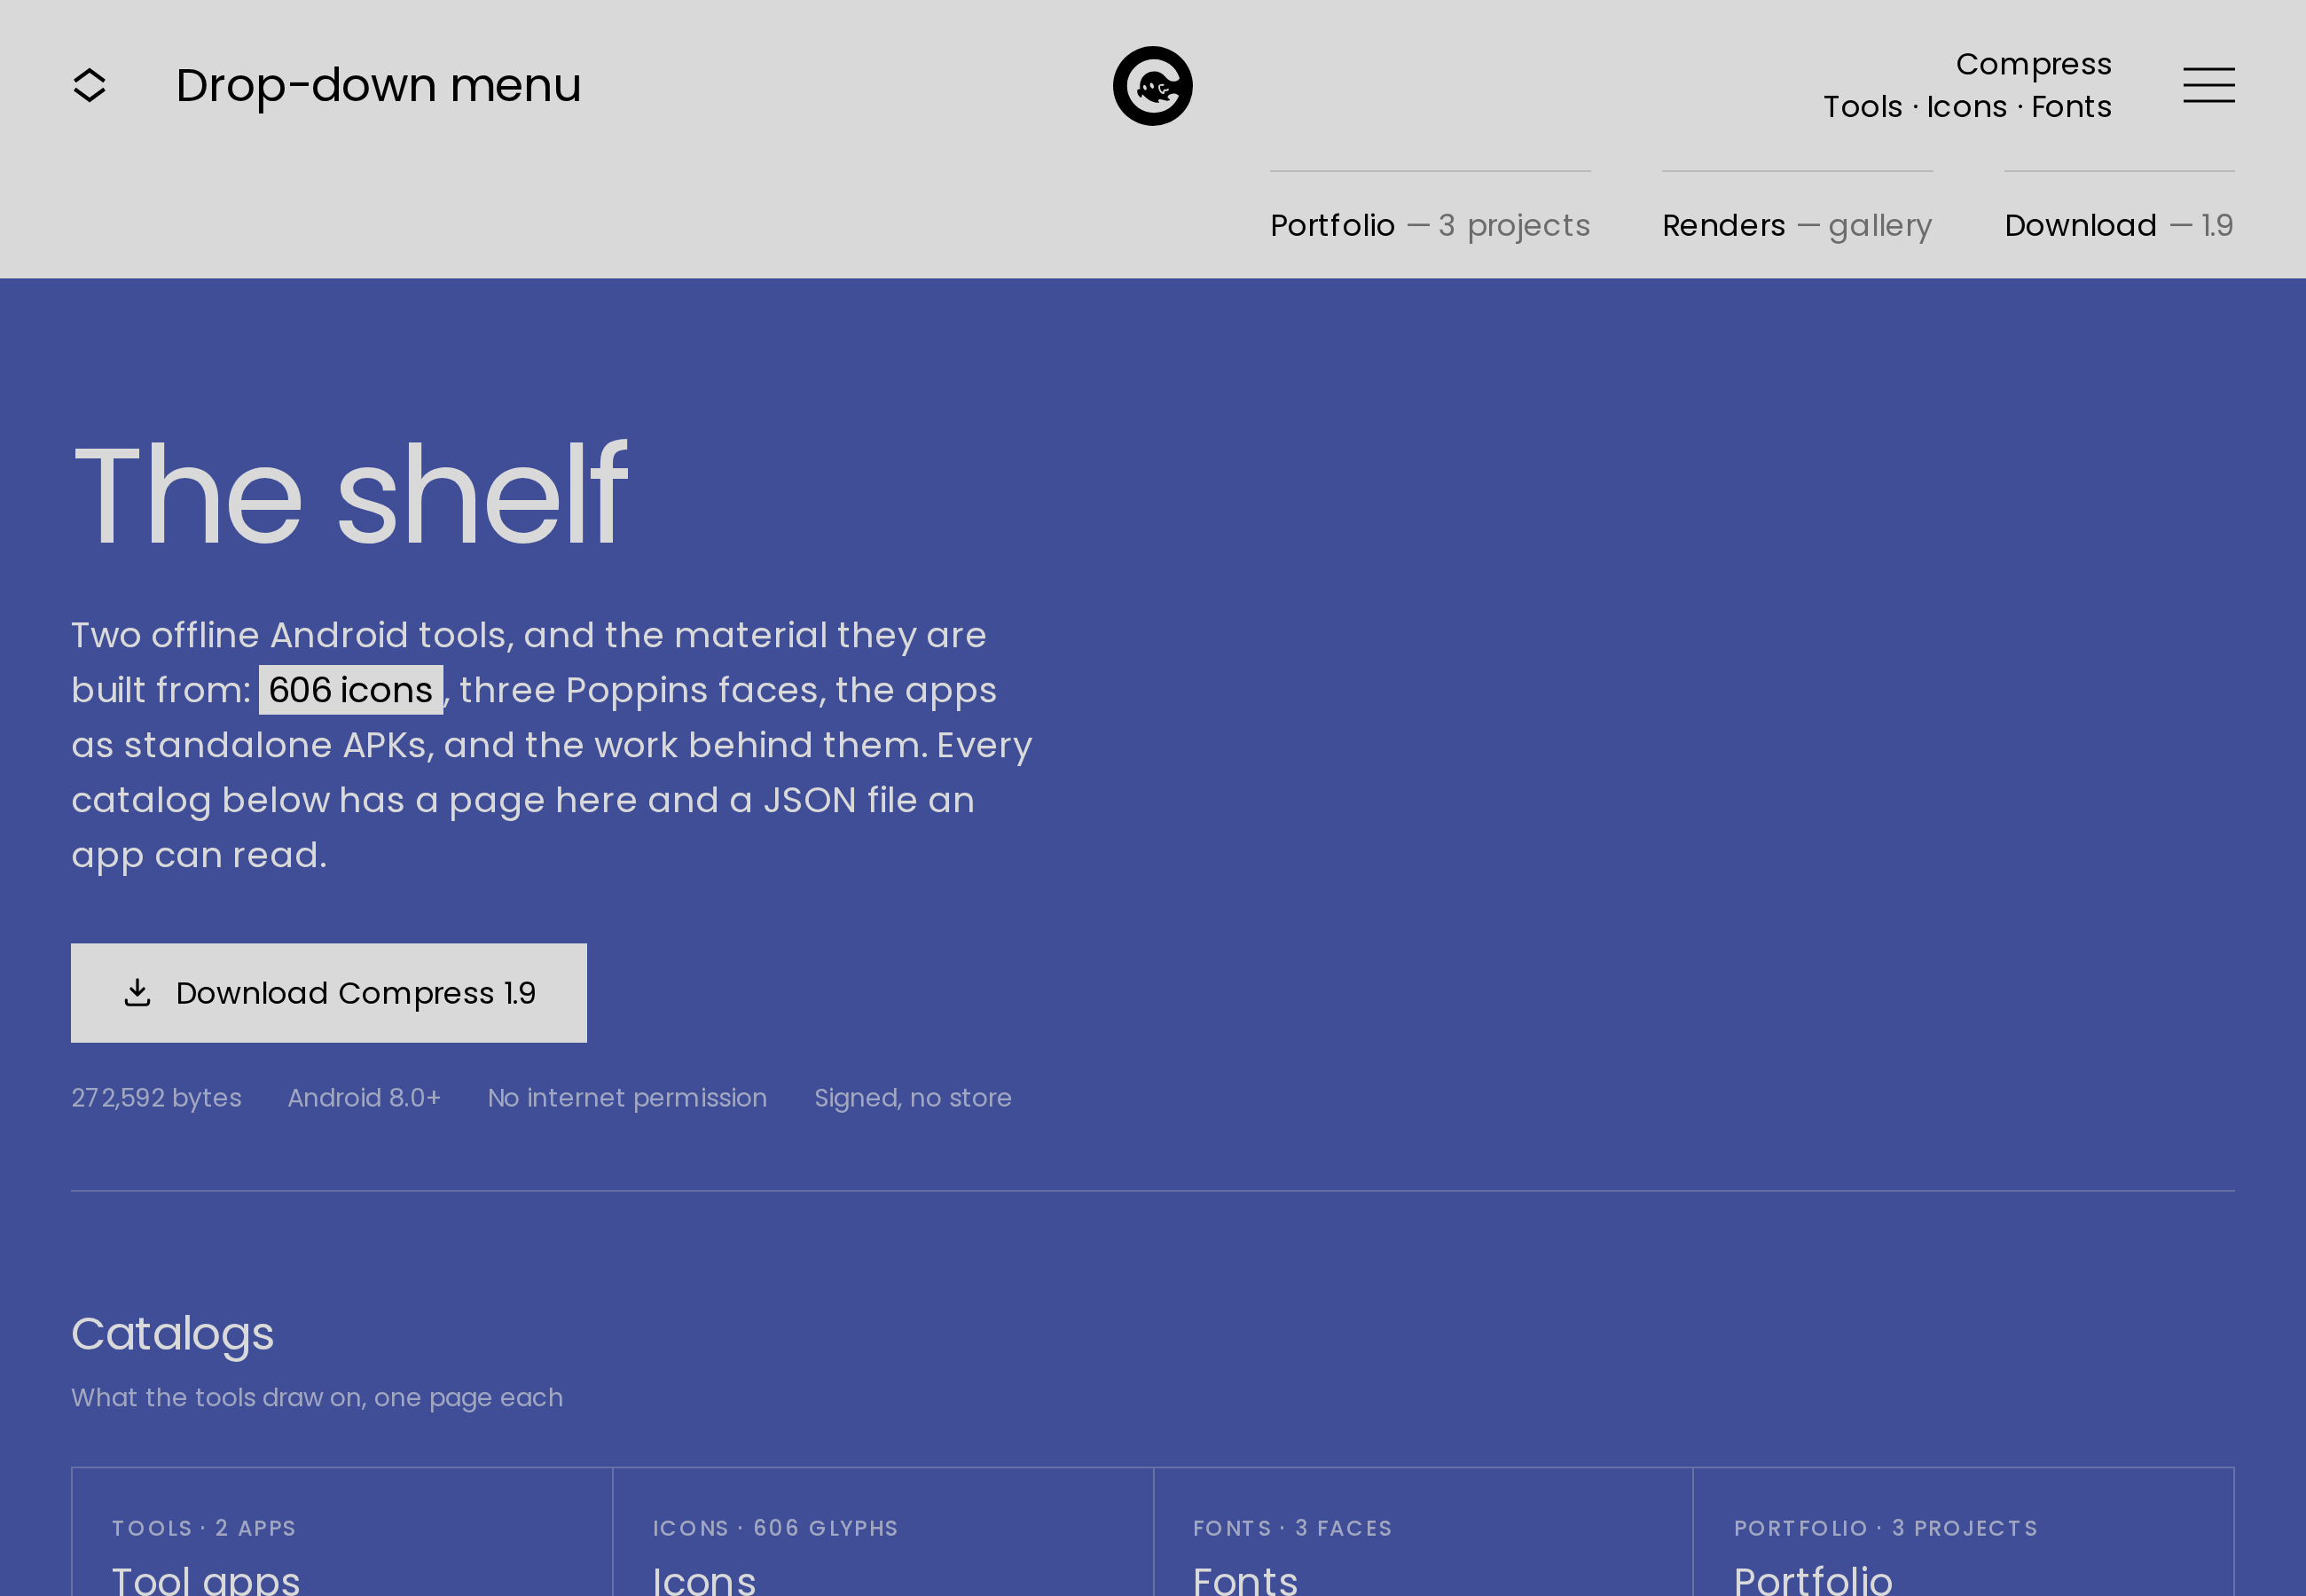 Drop-down menu
Compress
Tools · Icons · Fonts
Portfolio — 3 projects
Renders — gallery
Download — 1.9
The shelf
Two offline Android tools, and the material they are
built from: 606 icons, three Poppins faces, the apps
as standalone APKs, and the work behind them. Every
catalog below has a page here and a JSON file an
app can read.
Download Compress 1.9
272,592 bytes
Android 8.0+
No internet permission
Signed, no store
Catalogs
What the tools draw on, one page each
TOOLS · 2 APPS
Tool apps
ICONS · 606 GLYPHS
Icons
FONTS · 3 FACES
Fonts
PORTFOLIO · 3 PROJECTS
Portfolio